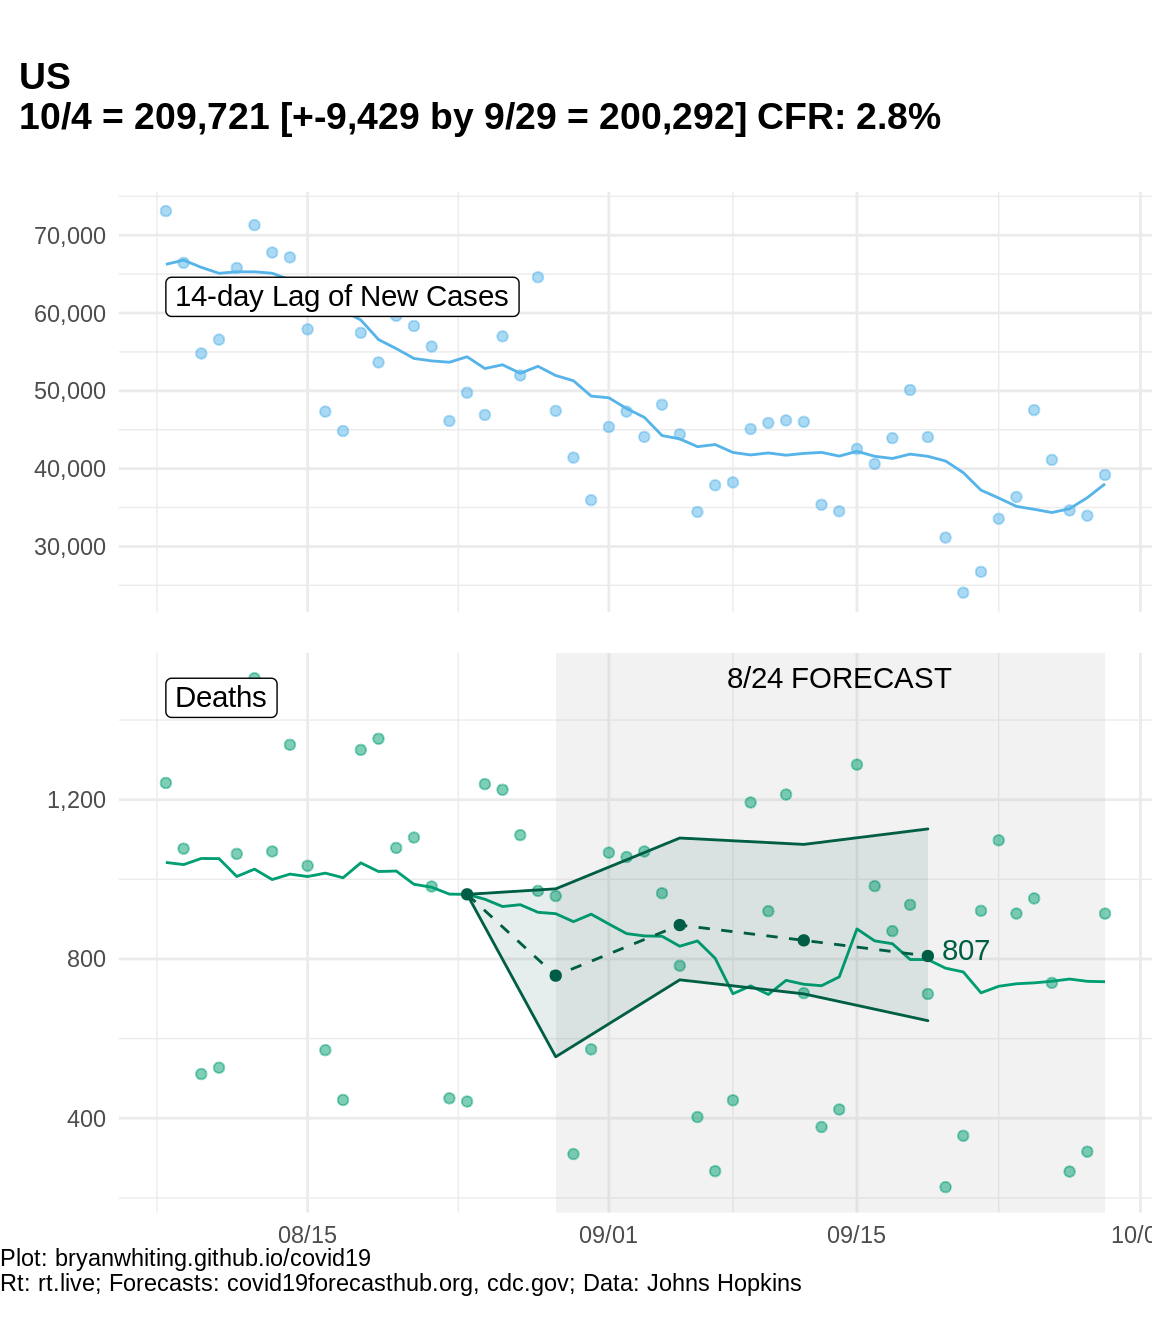 US
10/4 = 209,721 [+-9,429 by 9/29 = 200,292] CFR: 2.8%
70,000
14-day Lag of New Cases
60,000
50,000
40,000
30,000
8/24 FORECAST
Deaths
1,200
807
800
400
08/15 09/01 09/15 10/0
Plot: bryanwhiting.github.io/covid19
Rt: rt.live; Forecasts: covid19forecasthub.org, cdc.gov; Data: Johns Hopkins